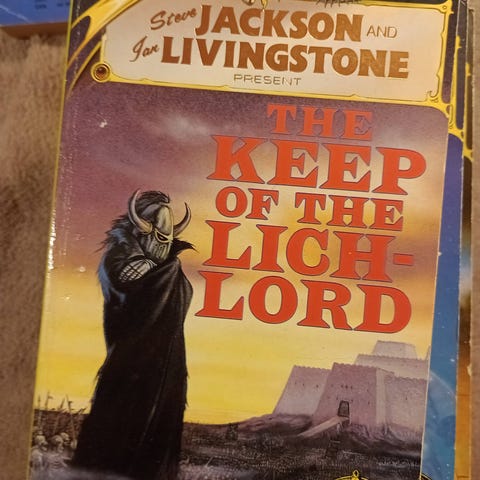 Steve JACKSON AND
Ian LIVINGSTONE
PRESENT
THE
KEEP
OF THE
LICH-
LORD